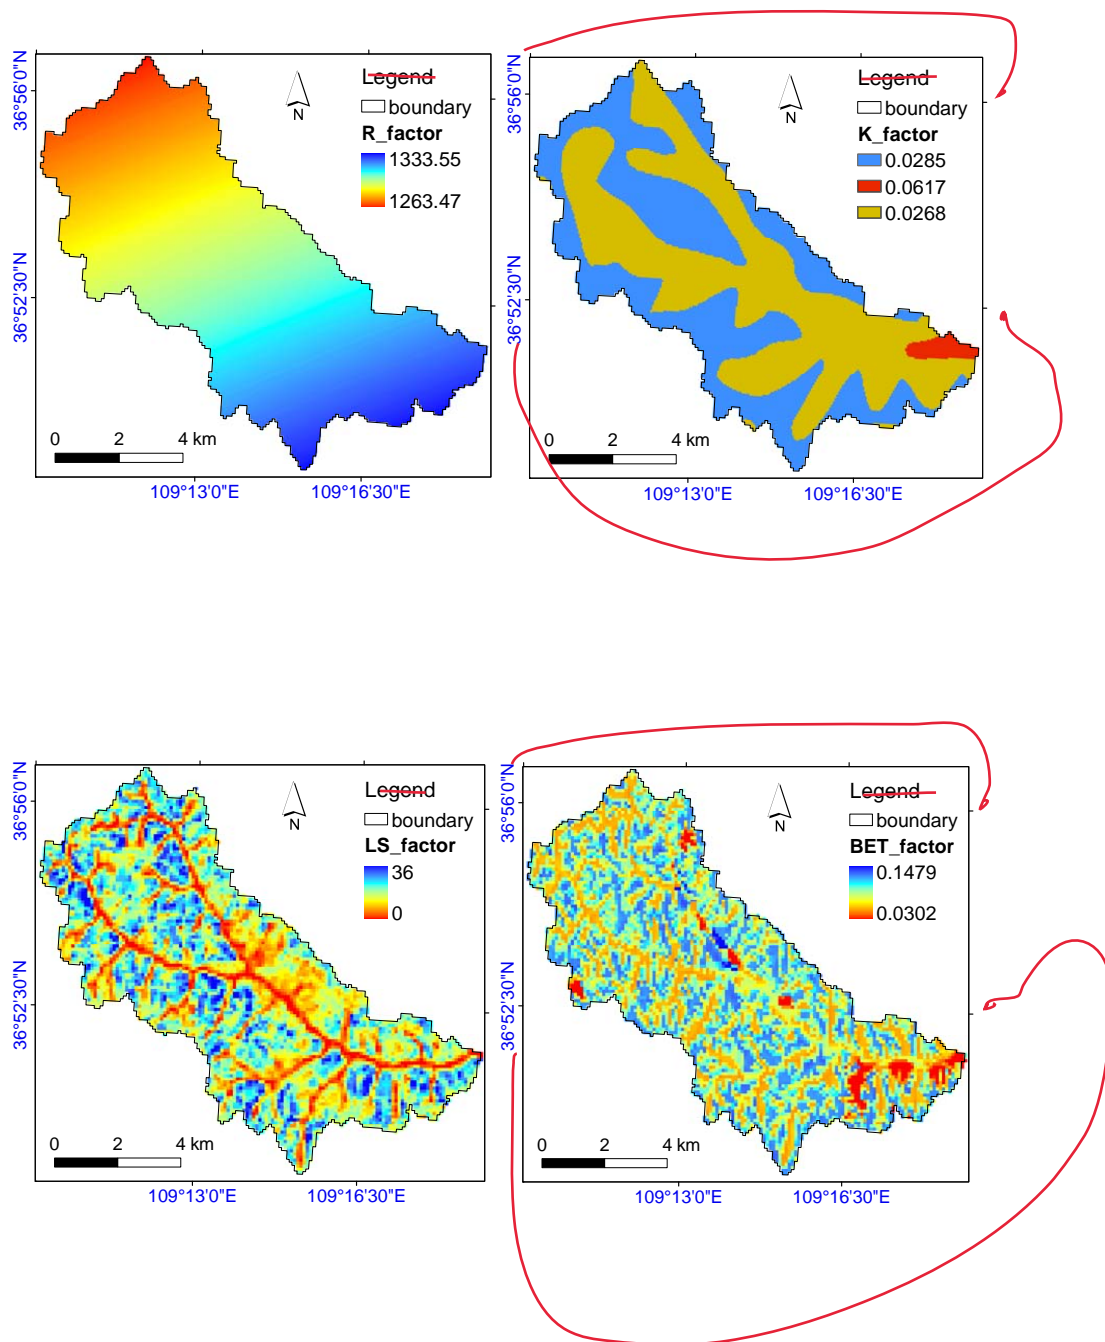 36°56'0"N
36°52'30"N
Legend
boundary
R_factor
1333.55
1263.47
N
0 2 4 km
109°13'0"E 109°16'30"E
36°56'0"N
36°52'30"N
Legend
boundary
K_factor
0.0285
0.0617
0.0268
N
0 2 4 km
109°13'0"E 109°16'30"E
36°56'0"N
36°52'30"N
Legend
boundary
LS_factor
36
0
N
0 2 4 km
109°13'0"E 109°16'30"E
36°56'0"N
36°52'30"N
Legend
boundary
BET_factor
0.1479
0.0302
N
0 2 4 km
109°13'0"E 109°16'30"E